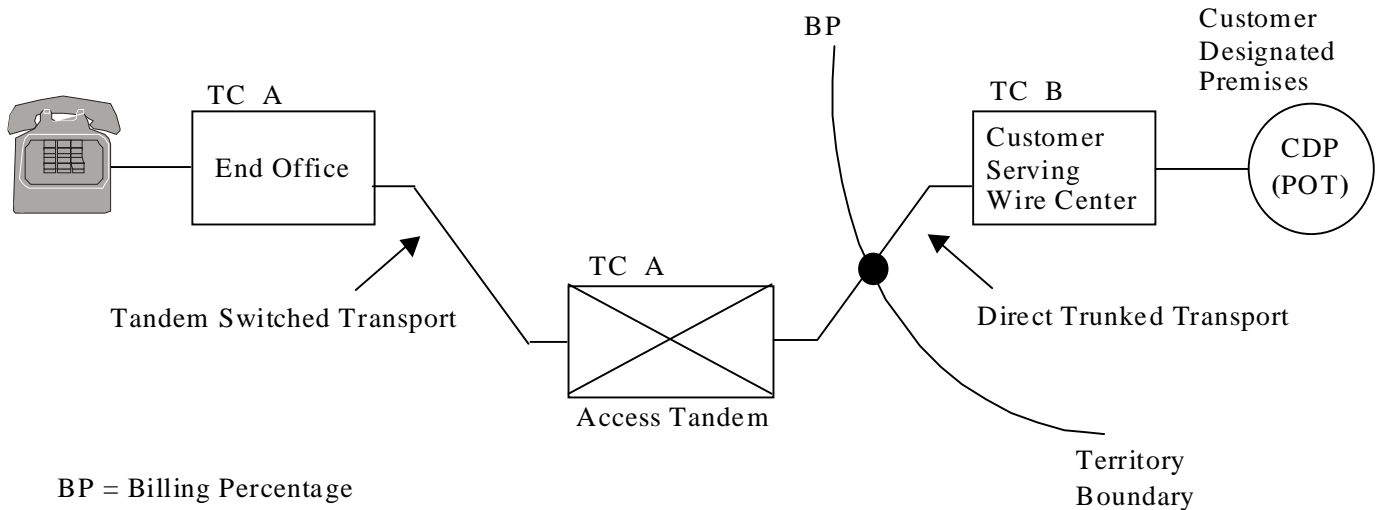 BP
Customer
Designated
Premises
TC A
TC B
End Office
Customer
Serving
Wire Center
CDP
(POT)
TC A
Tandem Switched Transport
Direct Trunked Transport
Access Tandem
Territory
Boundary
BP = Billing Percentage